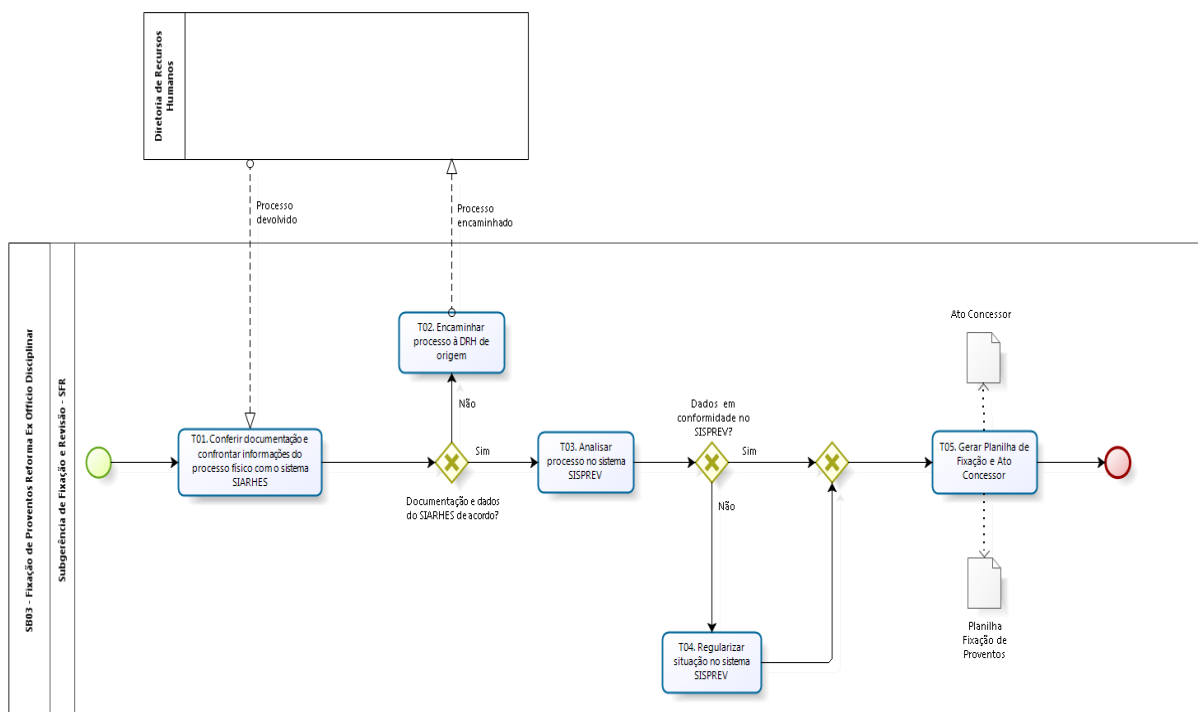 Diretoria de Recursos
Humanos
Processo
devolvido
Processo
encaminhado
SB03 - Fixação de Proventos Reforma Ex Offício Disciplinar
Subgerência de Fixação e Revisão - SFR
T01. Conferir documentação e
confrontar informações do
processo físico com o sistema
SIARHES
T02. Encaminhar
processo à DRH de
origem
Não
Sim
Documentação e dados
do SIARHES de acordo?
T03. Analisar
processo no sistema
SISPREV
Dados em
conformidade no
SISPREV?
Sim
Não
T04. Regularizar
situação no sistema
SISPREV
Ato Concessor
T05. Gerar Planilha de
Fixação e Ato
Concessor
Planilha
Fixação de
Proventos